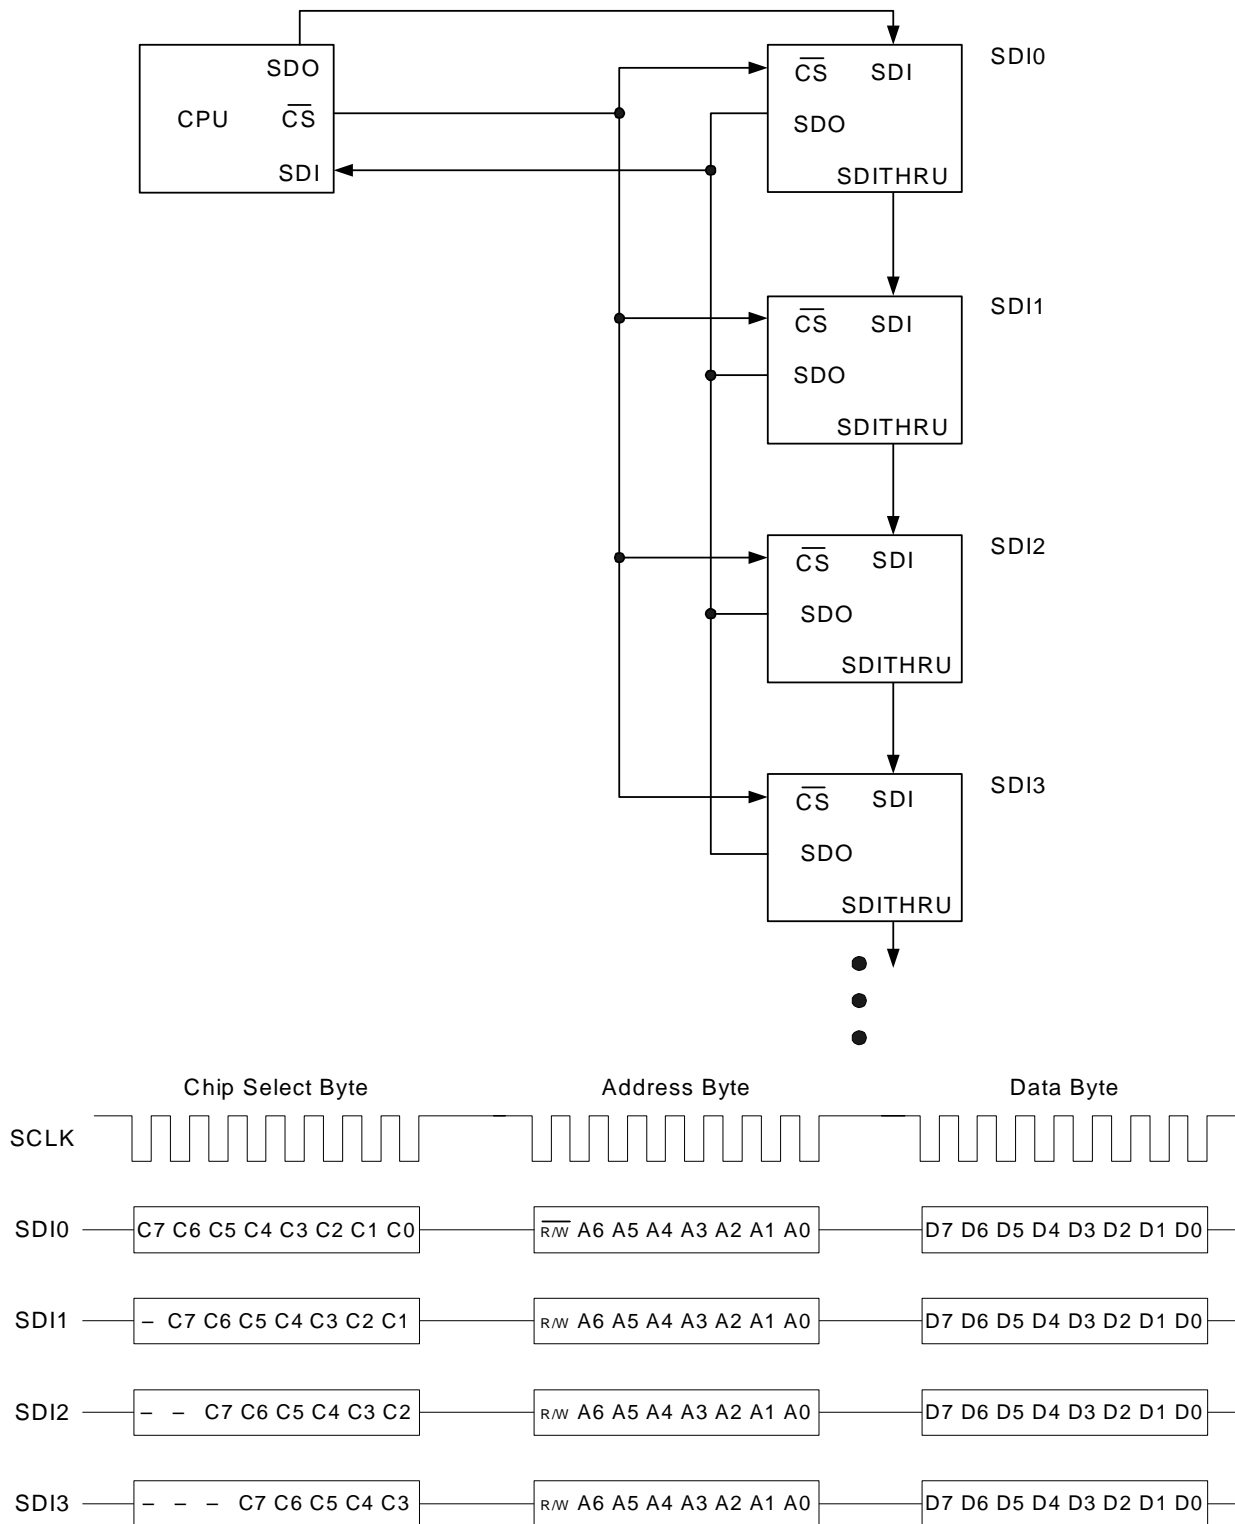 SDO
CPU
CS
SDI
CS SDI
SDO
SDITHRU
SDI0
CS SDI
SDO
SDITHRU
SDI1
CS SDI
SDO
SDITHRU
SDI2
CS SDI
SDO
SDITHRU
SDI3
Chip Select Byte Address Byte Data Byte
SCLK
SDI0 C7 C6 C5 C4 C3 C2 C1 C0 R/W A6 A5 A4 A3 A2 A1 A0 D7 D6 D5 D4 D3 D2 D1 D0
SDI1 – C7 C6 C5 C4 C3 C2 C1 R/W A6 A5 A4 A3 A2 A1 A0 D7 D6 D5 D4 D3 D2 D1 D0
SDI2 – – C7 C6 C5 C4 C3 C2 R/W A6 A5 A4 A3 A2 A1 A0 D7 D6 D5 D4 D3 D2 D1 D0
SDI3 – – – C7 C6 C5 C4 C3 R/W A6 A5 A4 A3 A2 A1 A0 D7 D6 D5 D4 D3 D2 D1 D0